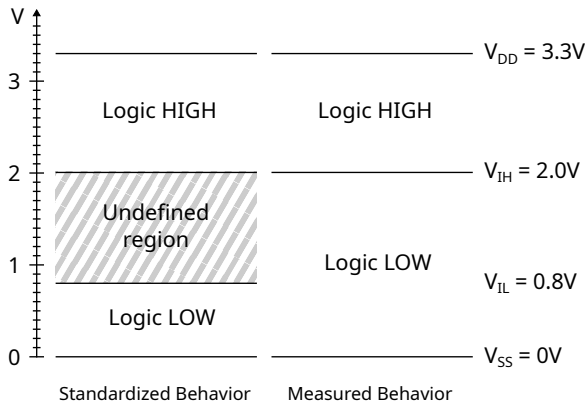 V
3
2
1
0
Logic HIGH
Undefined
region
Logic LOW
Standardized Behavior
Logic HIGH
Logic LOW
Measured Behavior
V_DD = 3.3V
V_IH = 2.0V
V_IL = 0.8V
V_SS = 0V